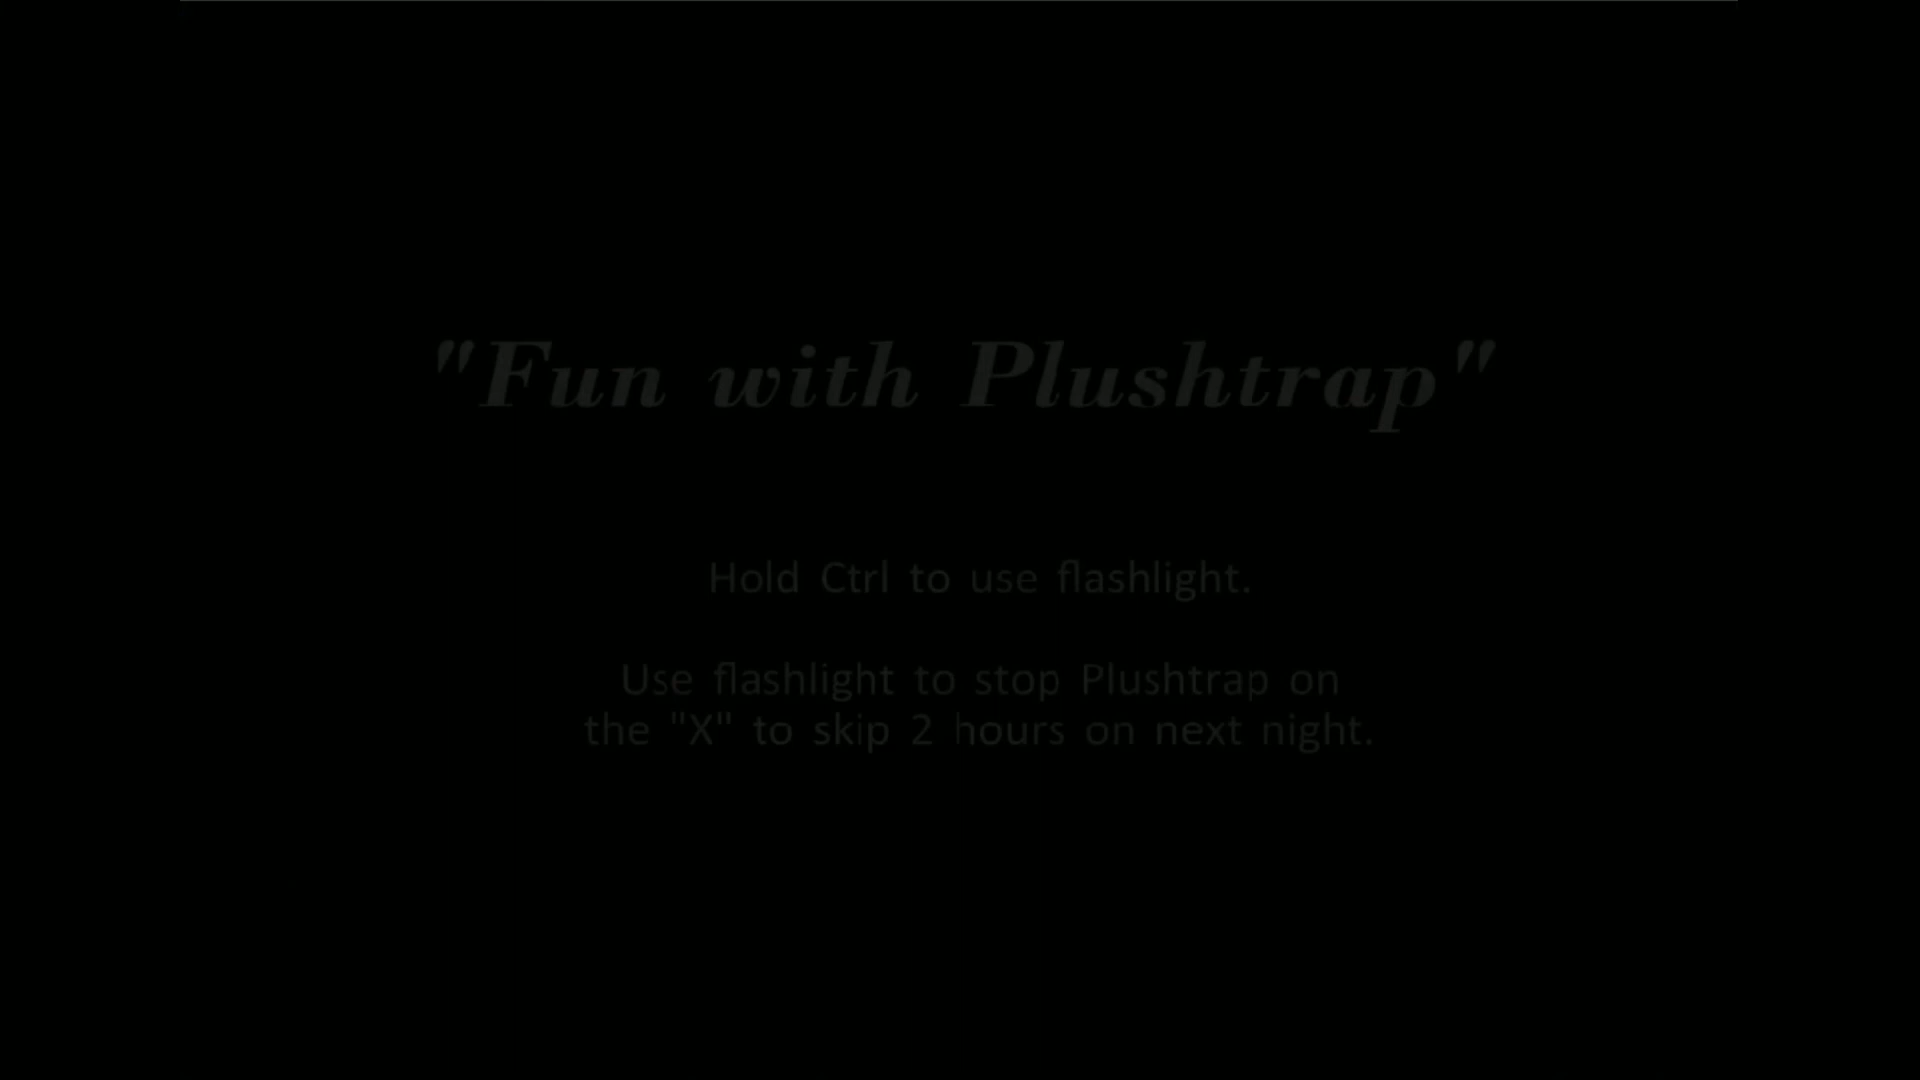 "Fun with Plushtrap"
Hold Ctrl to use flashlight.
Use flashlight to stop Plushtrap on
the "X" to skip 2 hours on next night.